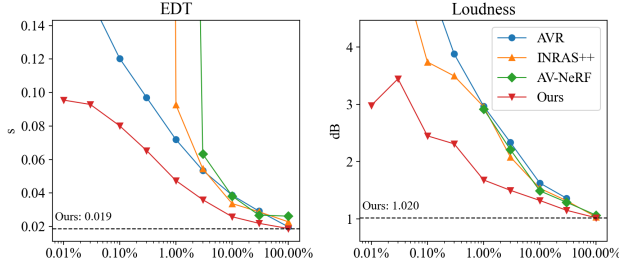 EDT
0.14
0.12
0.10
0.08
0.06
0.04
0.02
s
Ours: 0.019
0.01%
0.10%
1.00%
10.00%
100.00%
Loudness
4
3
2
1
dB
AVR
INRAS++
AV-NeRF
Ours
Ours: 1.020
0.01%
0.10%
1.00%
10.00%
100.00%